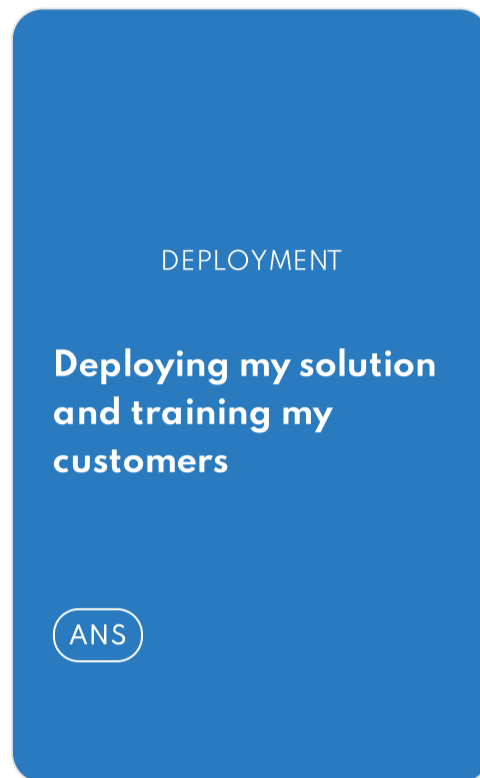 DEPLOYMENT
Deploying my solution
and training my
customers
ANS